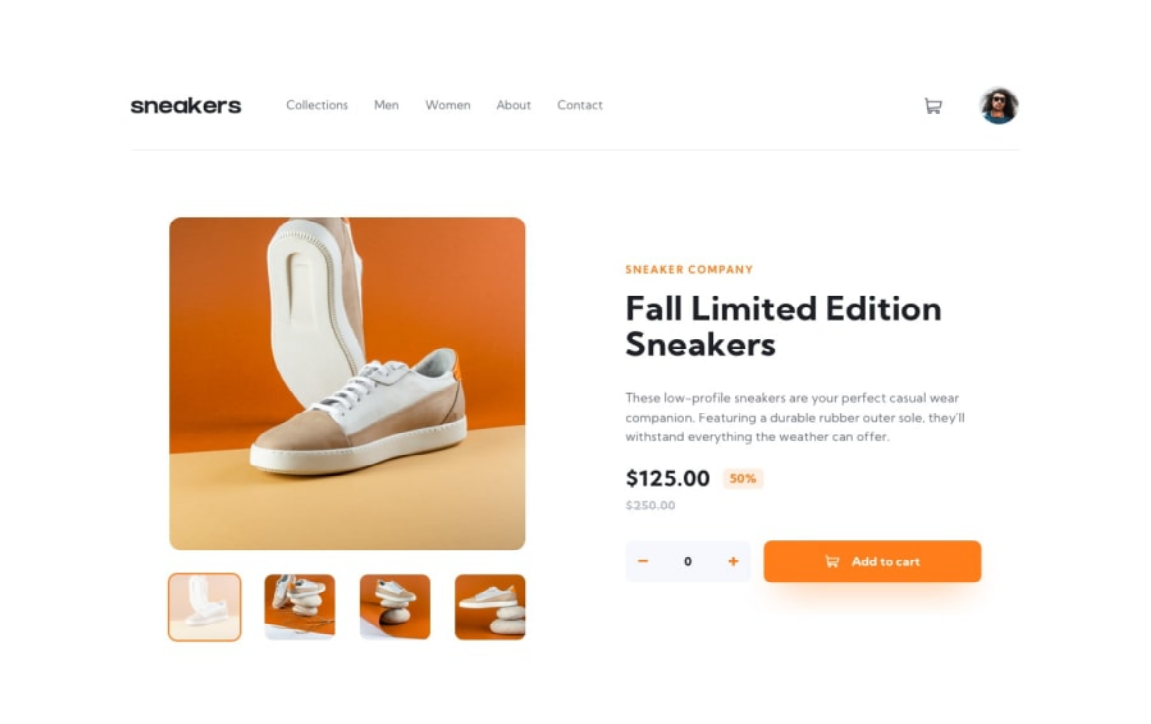 sneakers
Collections Men Women About Contact
SNEAKER COMPANY
Fall Limited Edition
Sneakers
These low-profile sneakers are your perfect casual wear
companion. Featuring a durable rubber outer sole, they'll
withstand everything the weather can offer.
$125.00 50%
$250.00
− 0 + Add to cart